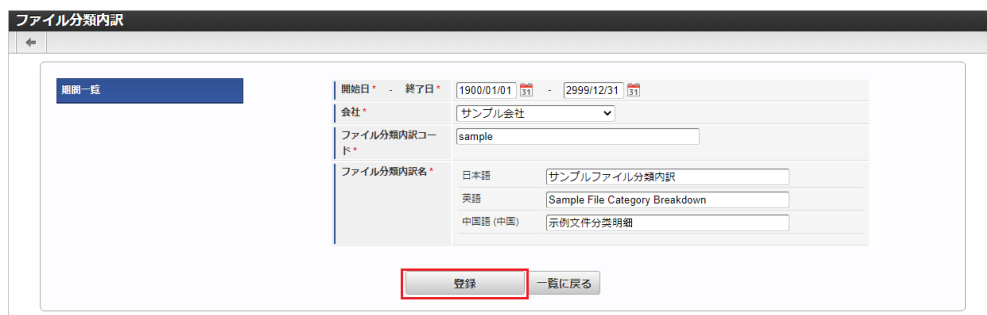 ファイル分類内訳
期間一覧
開始日* - 終了日* 1900/01/01 31 - 2999/12/31 31
会社* サンプル会社
ファイル分類内訳コー
ド*
sample
ファイル分類内訳名*
日本語 サンプルファイル分類内訳
英語 Sample File Category Breakdown
中国語 (中国) 示例文件分类明细
登録 一覧に戻る